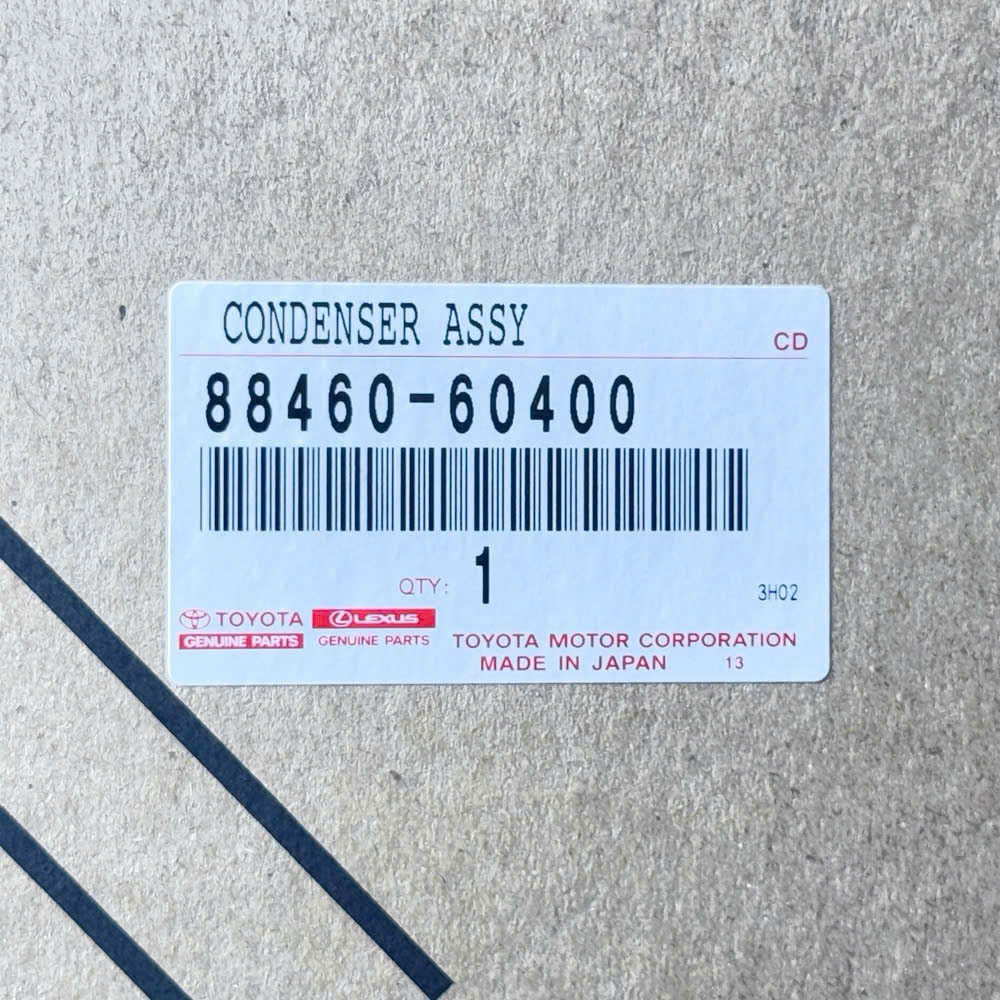 CONDENSER ASSY
CD
88460-60400
QTY: 1
3H02
TOYOTA LEXUS
GENUINE PARTS GENUINE PARTS
TOYOTA MOTOR CORPORATION
MADE IN JAPAN 13